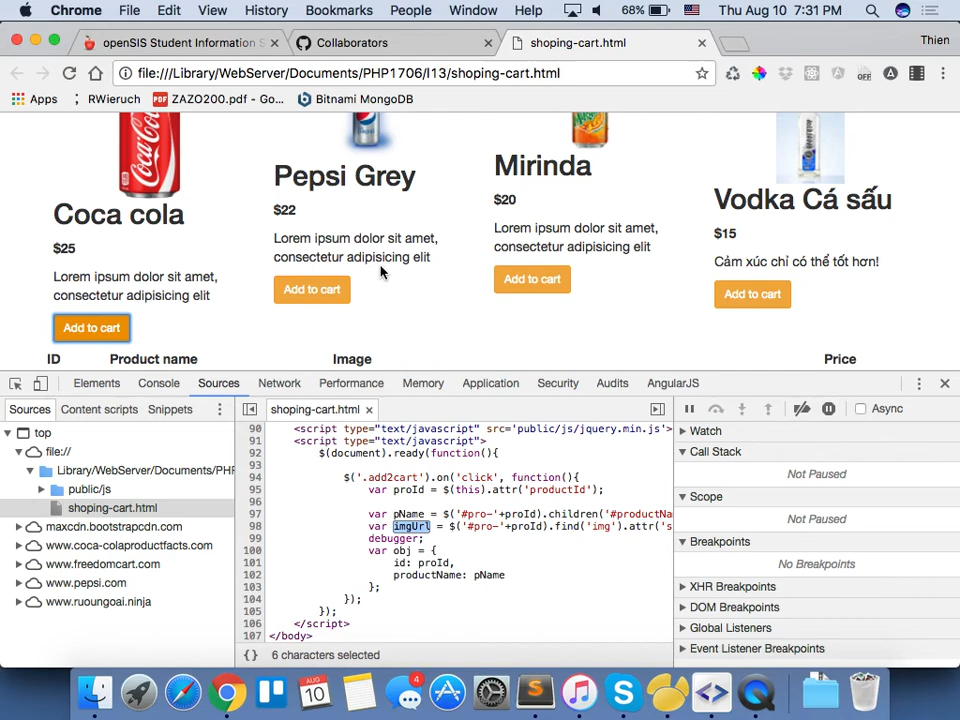 Chrome File Edit View History Bookmarks People Window Help 68% Thu Aug 10 7:31 PM
openSIS Student Information S
Collaborators
shoping-cart.html
Thien
file:///Library/WebServer/Documents/PHP1706/l13/shoping-cart.html
OFF
Apps
RWieruch
ZAZO200.pdf - Go...
Bitnami MongoDB
Coca cola
$25
Lorem ipsum dolor sit amet,
consectetur adipisicing elit
Add to cart
Pepsi Grey
$22
Lorem ipsum dolor sit amet,
consectetur adipisicing elit
Add to cart
Mirinda
$20
Lorem ipsum dolor sit amet,
consectetur adipisicing elit
Add to cart
Vodka Cá sấu
$15
Cảm xúc chỉ có thể tốt hơn!
Add to cart
ID Product name Image Price
Elements Console Sources Network Performance Memory Application Security Audits AngularJS
Sources Content scripts Snippets
top
file://
Library/WebServer/Documents/PHP
public/js
shoping-cart.html
maxcdn.bootstrapcdn.com
www.coca-colaproductfacts.com
www.freedomcart.com
www.pepsi.com
www.ruoungoai.ninja
shoping-cart.html
90 <script type="text/javascript" src='public/js/jquery.min.js'>
91 <script type="text/javascript">
92 $(document).ready(function(){
93
94 $('.add2cart').on('click', function(){
95 var proId = $(this).attr('productId');
96
97 var pName = $('#pro-'+proId).children('#productNa
98 var imgUrl = $('#pro-'+proId).find('img').attr('s
99 debugger;
100 var obj = {
101 id: proId,
102 productName: pName
103 };
104 });
105 });
106 </script>
107 </body>
{} 6 characters selected
Async
Watch
Call Stack
Not Paused
Scope
Not Paused
Breakpoints
No Breakpoints
XHR Breakpoints
DOM Breakpoints
Global Listeners
Event Listener Breakpoints
AUG
10
4